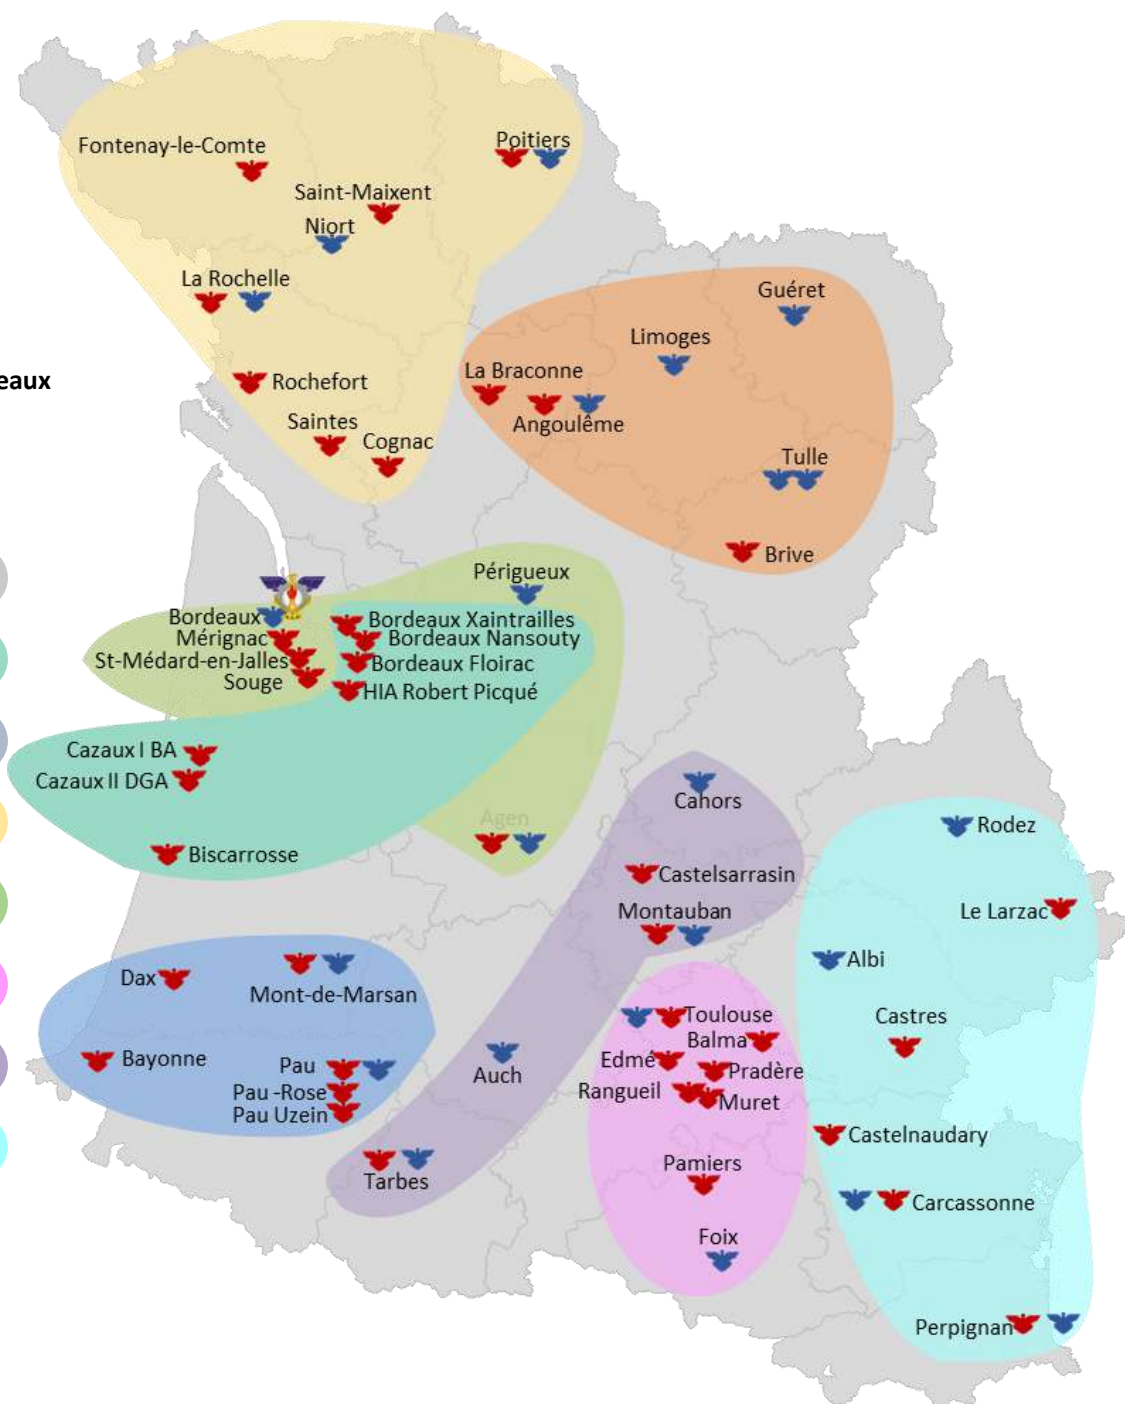 Poitiers
Fontenay-le-Comte
Saint-Maixent
Niort
La Rochelle
Guéret
Limoges
La Braconne
eaux
Rochefort
Angoulême
Saintes
Cognac
Tulle
Brive
Périgueux
Bordeaux
Bordeaux Xaintrailles
Mérignac
Bordeaux Nansouty
St-Médard-en-Jalles
Bordeaux Floirac
Souge
HIA Robert Picqué
Cazaux I BA
Cazaux II DGA
Cahors
Agen
Rodez
Biscarrosse
Castelsarrasin
Montauban
Le Larzac
Albi
Dax
Mont-de-Marsan
Toulouse
Castres
Balma
Bayonne
Pau
Auch
Edmé
Pradère
Pau -Rose
Rangueil
Muret
Pau Uzein
Castelnaudary
Pamiers
Tarbes
Carcassonne
Foix
Perpignan